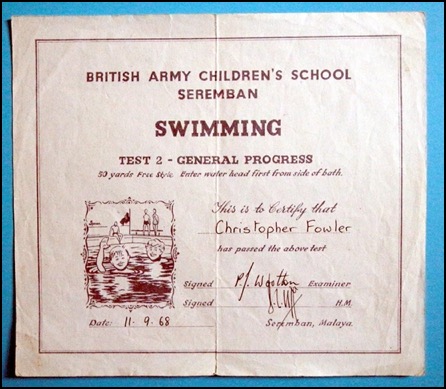 BRITISH ARMY CHILDREN'S SCHOOL
SEREMBAN
SWIMMING
TEST 2 - GENERAL PROGRESS
50 yards Free Style Enter water head first from side of bath.
This is to Certify that
Christopher Fowler
has passed the above test
Signed P.J. Wootton Examiner
Signed H.M.
Date: 11.9.68 Seremban, Malaya.